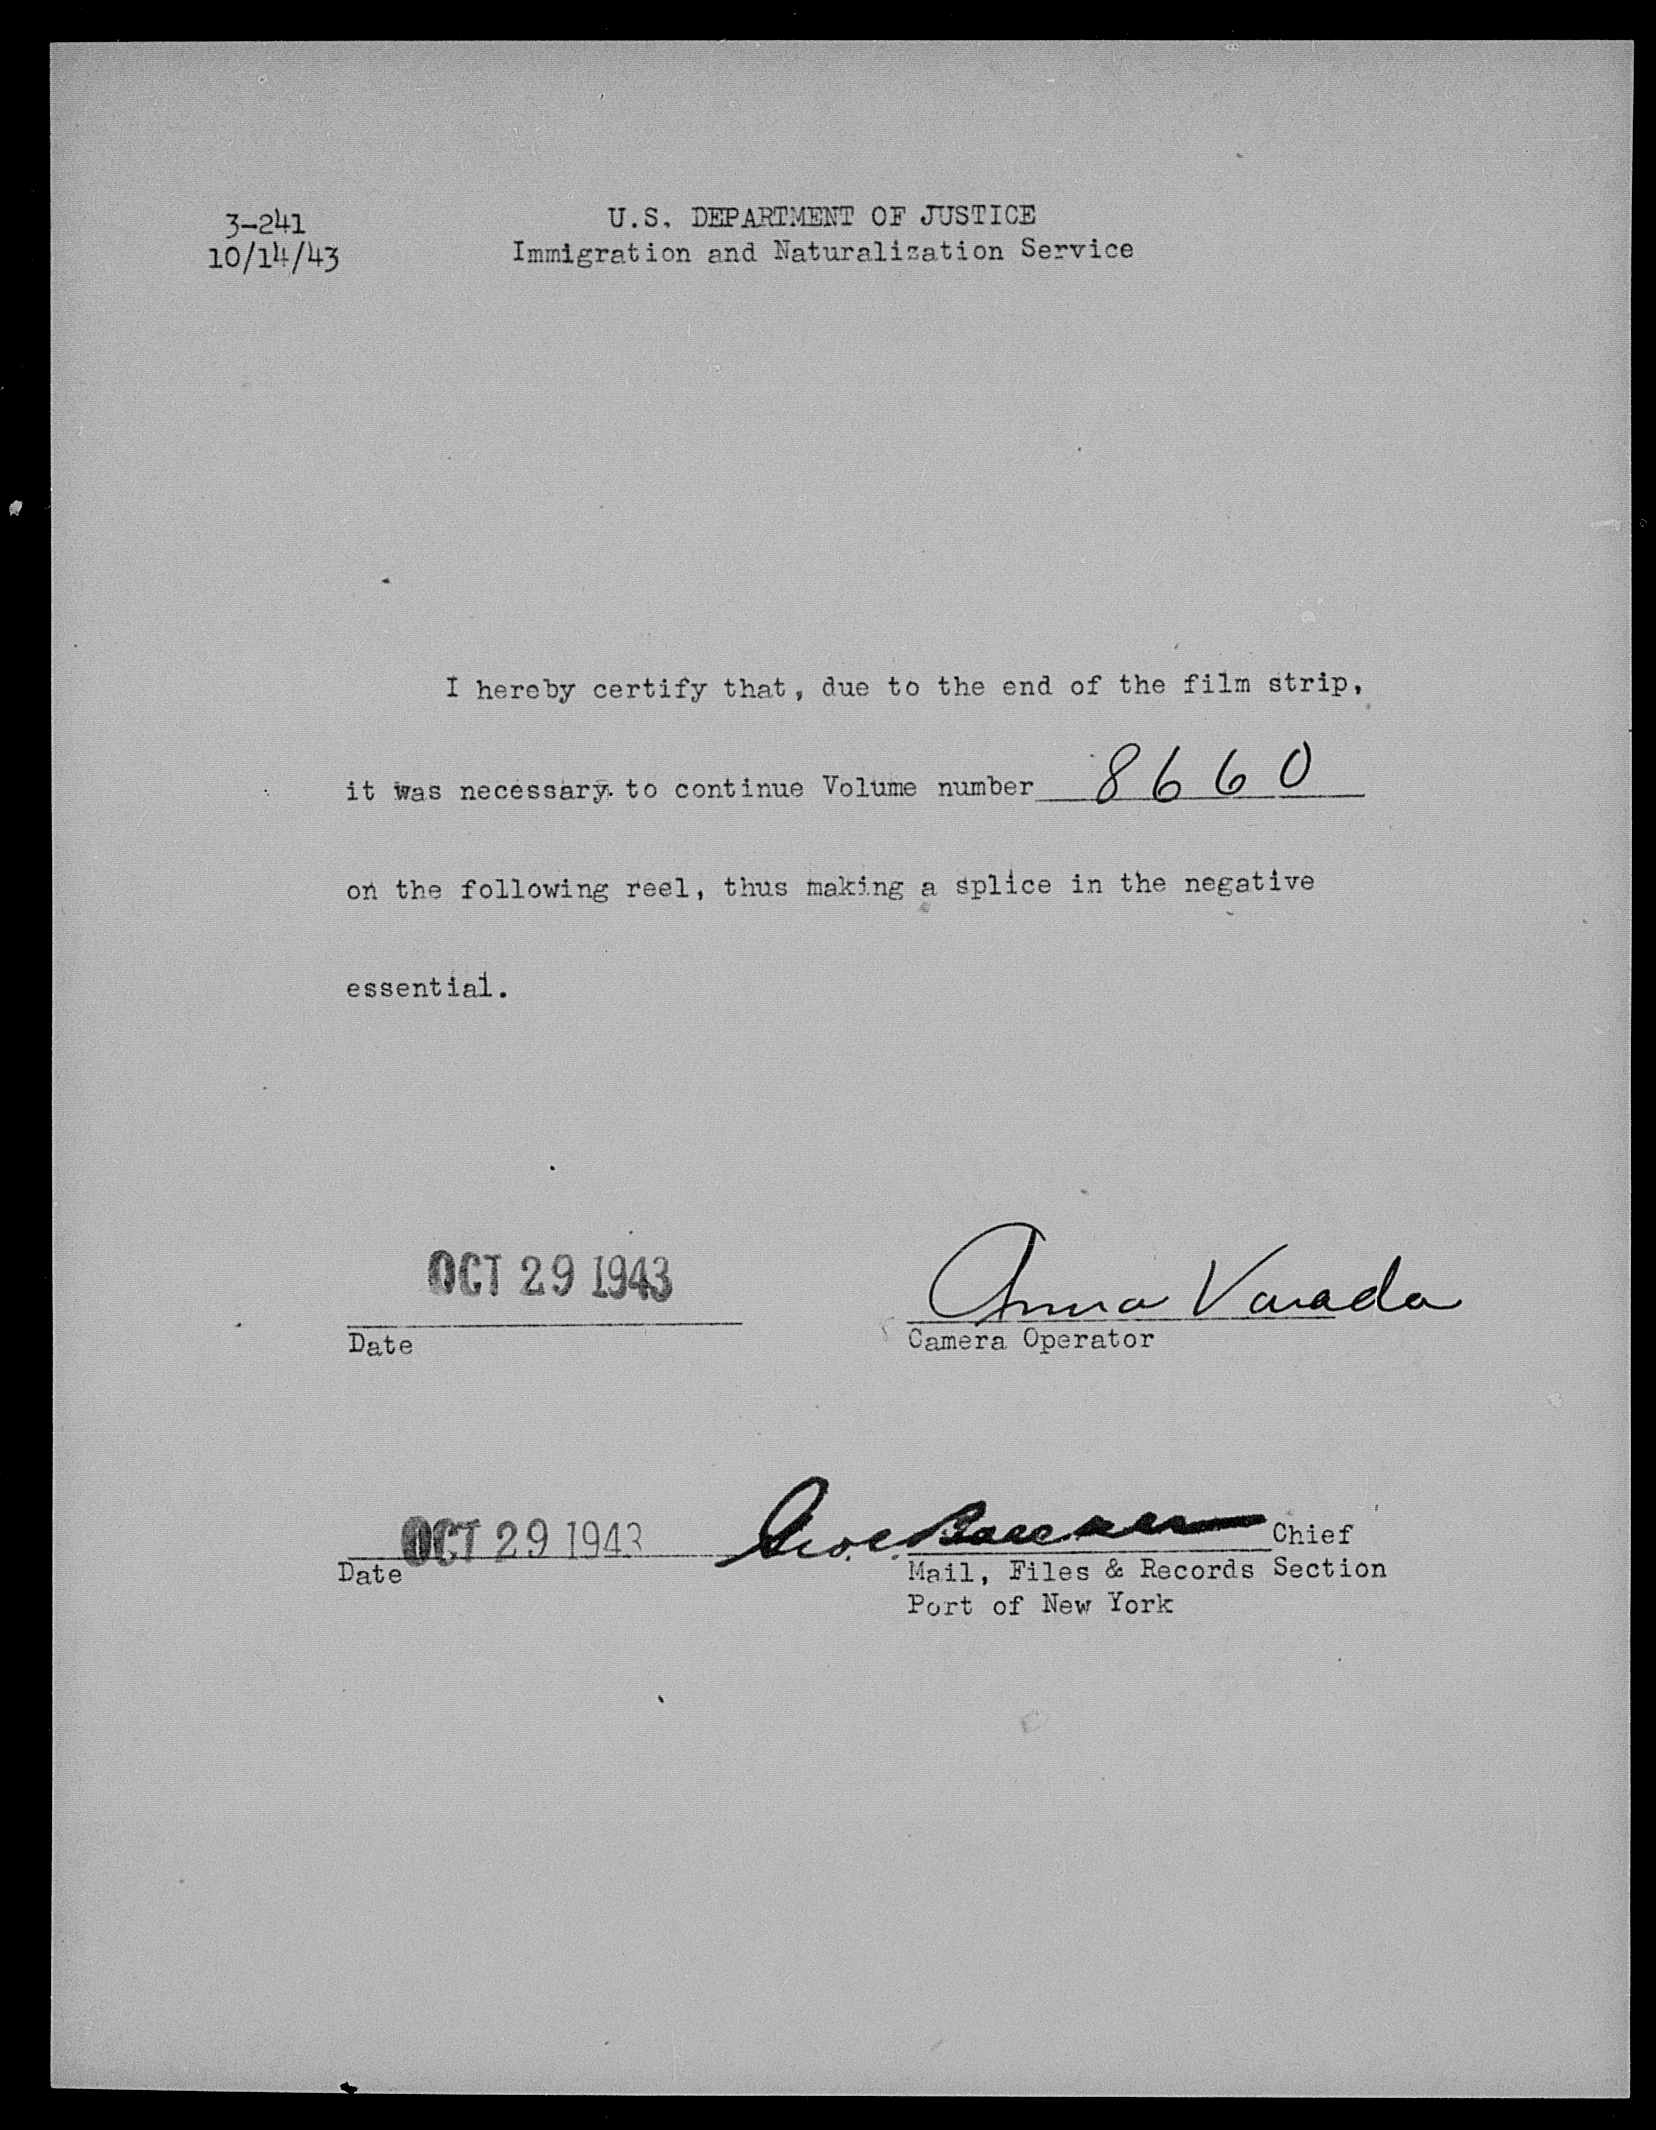 3-241
10/14/43
U.S. DEPARTMENT OF JUSTICE
Immigration and Naturalization Service
I hereby certify that, due to the end of the film strip,
it was necessary to continue Volume number 8660
on the following reel, thus making a splice in the negative
essential.
OCT 29 1943
Date
Anna Varada
Camera Operator
OCT 29 1943
Date
Chief
Mail, Files & Records Section
Port of New York